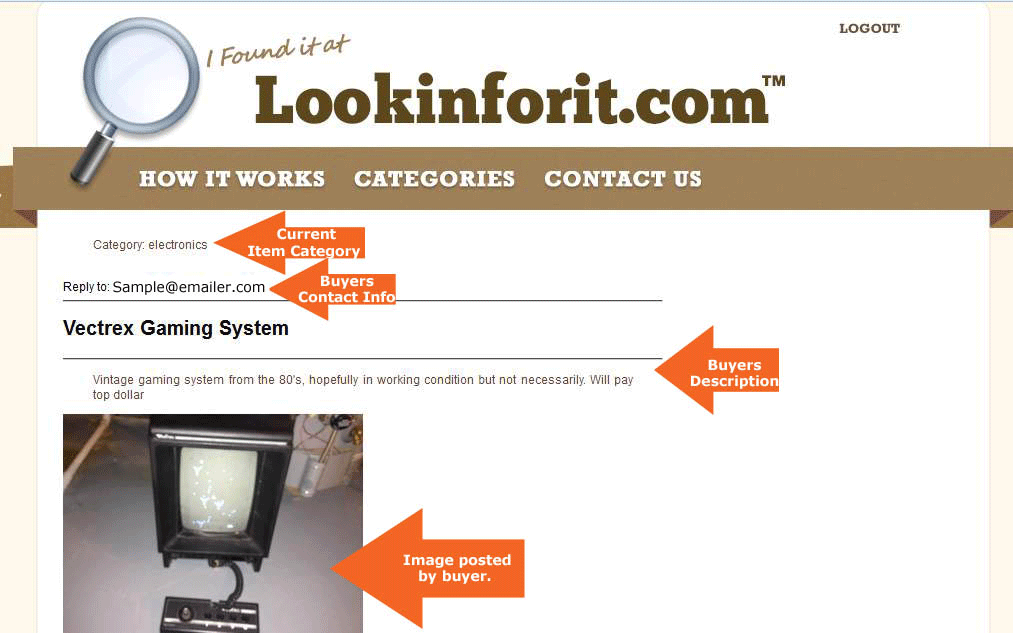 LOGOUT
I Found it at
Lookinforit.com™
HOW IT WORKS CATEGORIES CONTACT US
Category: electronics
Current
Item Category
Reply to: Sample@emailer.com
Buyers
Contact Info
Vectrex Gaming System
Buyers
Description
Vintage gaming system from the 80's, hopefully in working condition but not necessarily. Will pay
top dollar
Image posted
by buyer.